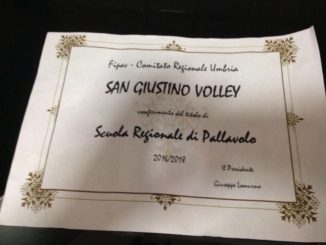 Fipav - Comitato Regionale Umbria
SAN GIUSTINO VOLLEY
conferimento del titolo di
Scuola Regionale di Pallavolo
2016/2018
Il Presidente
Giuseppe Lomurno